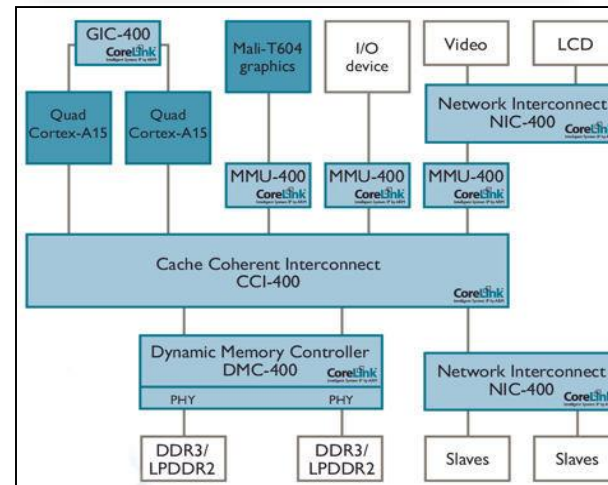 GIC-400
CoreLink
Mali-T604
graphics
I/O
device
Video
LCD
Quad
Cortex-A15
Quad
Cortex-A15
Network Interconnect
NIC-400
CoreLink
MMU-400
CoreLink
MMU-400
CoreLink
MMU-400
CoreLink
Cache Coherent Interconnect
CCI-400
CoreLink
Dynamic Memory Controller
DMC-400
CoreLink
PHY
PHY
Network Interconnect
NIC-400
CoreLink
DDR3/
LPDDR2
DDR3/
LPDDR2
Slaves
Slaves